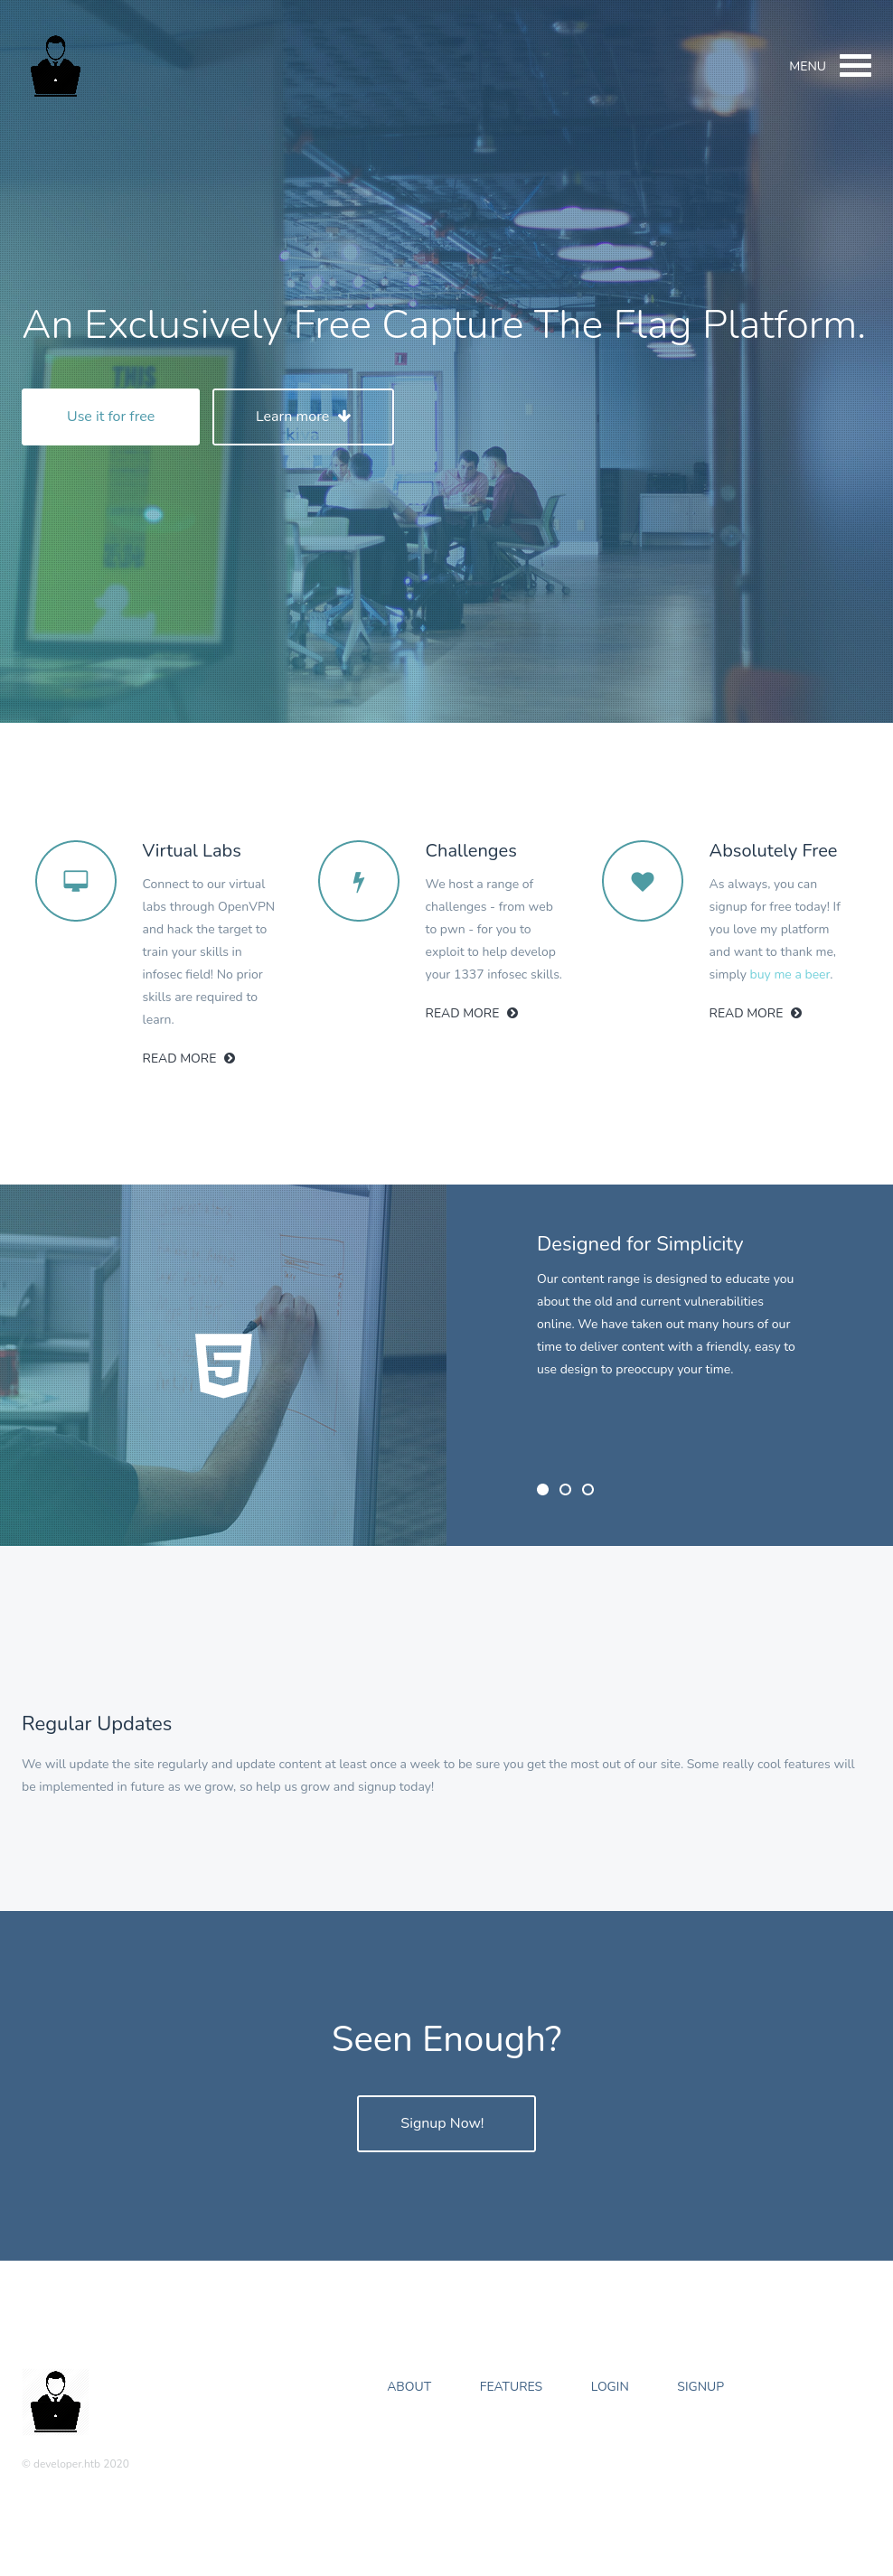 MENU
An Exclusively Free Capture The Flag Platform.
THIS
Use it for free
Learn more
Virtual Labs
Connect to our virtual
labs through OpenVPN
and hack the target to
train your skills in
infosec field! No prior
skills are required to
learn.
READ MORE
Challenges
We host a range of
challenges - from web
to pwn - for you to
exploit to help develop
your 1337 infosec skills.
READ MORE
Absolutely Free
As always, you can
signup for free today! If
you love my platform
and want to thank me,
simply buy me a beer.
READ MORE
Designed for Simplicity
Our content range is designed to educate you
about the old and current vulnerabilities
online. We have taken out many hours of our
time to deliver content with a friendly, easy to
use design to preoccupy your time.
Regular Updates
We will update the site regularly and update content at least once a week to be sure you get the most out of our site. Some really cool features will
be implemented in future as we grow, so help us grow and signup today!
Seen Enough?
Signup Now!
ABOUT FEATURES LOGIN SIGNUP
© developer.htb 2020